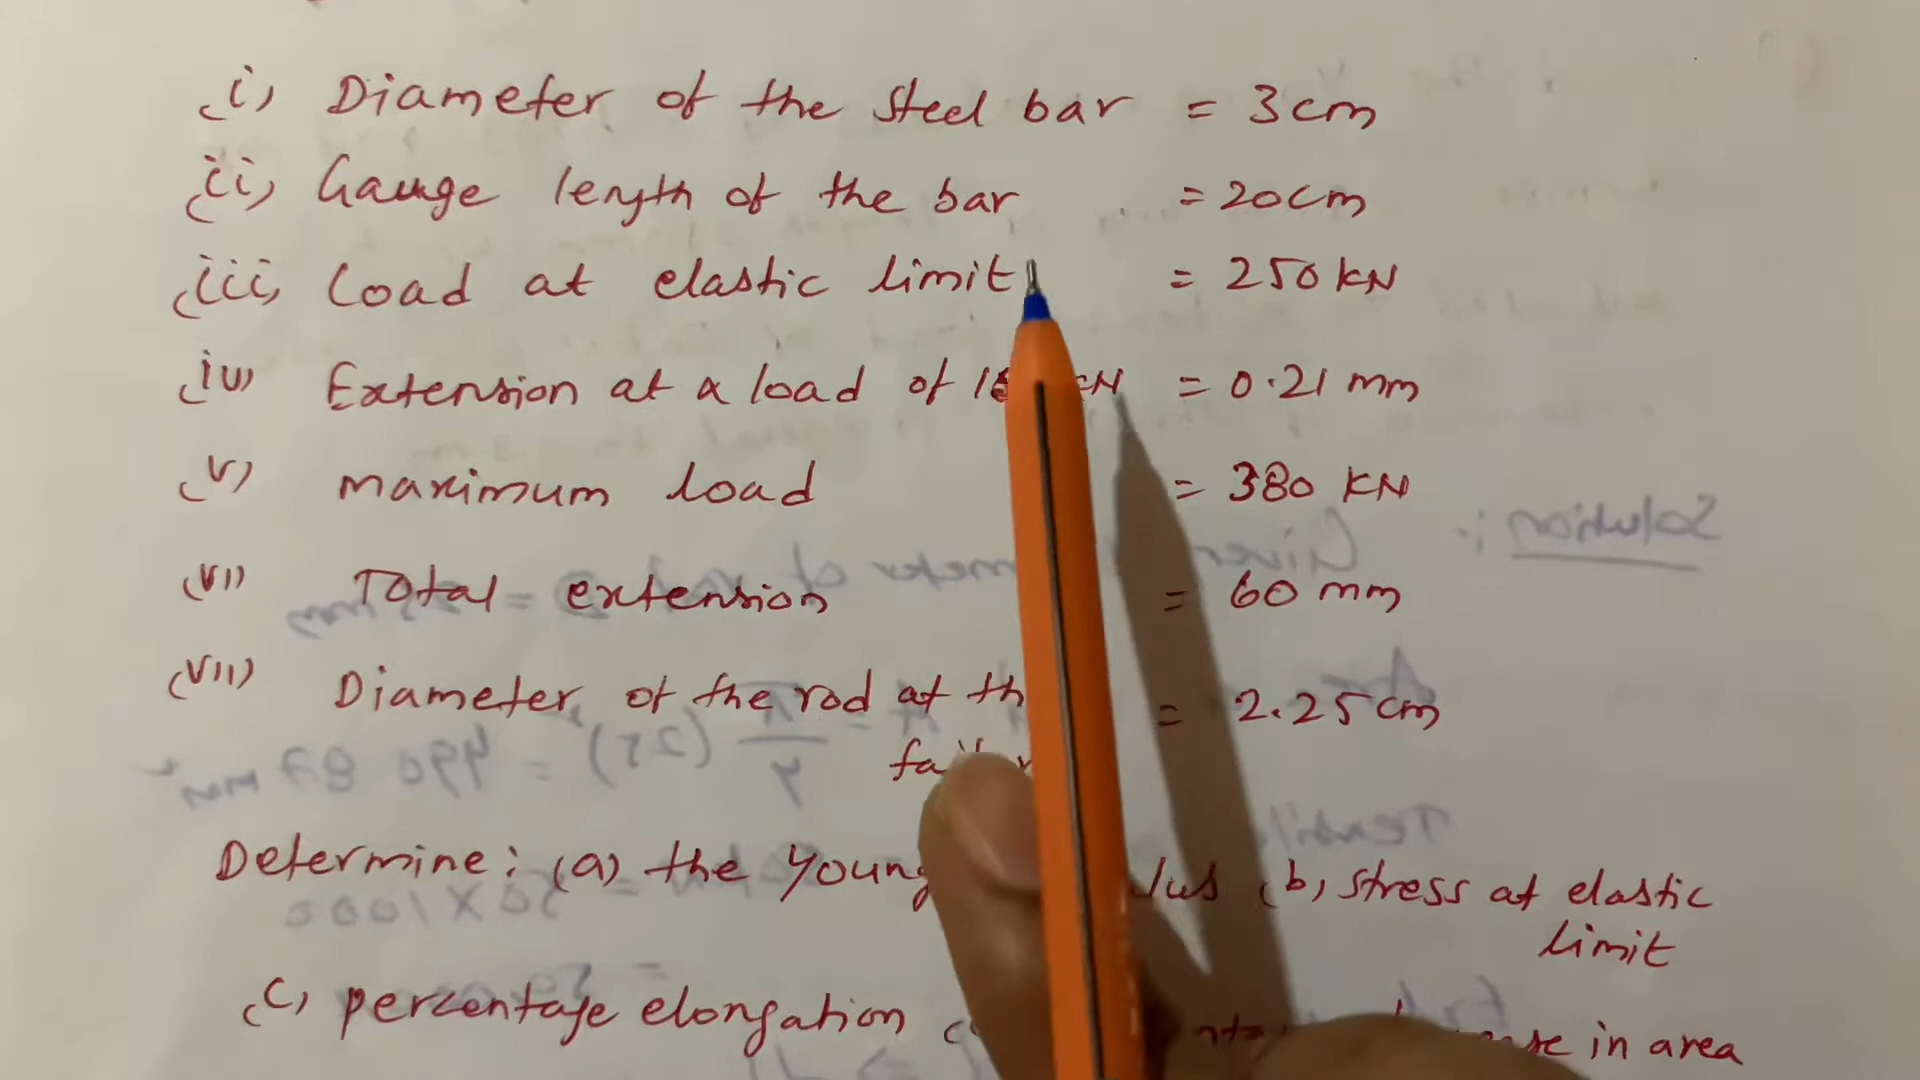 (i) Diameter of the steel bar = 3cm
(ii) Gauge length of the bar = 20cm
(iii) Load at elastic limit = 250 KN
(iv) Extension at a load of = 0.21 mm
(v) maximum load = 380 KN
(vi) Total extension = 60 mm
(vii) Diameter of the rod at = 2.25 cm
Determine: (a) the (b) stress at elastic
limit
(c) percentage elongation in area